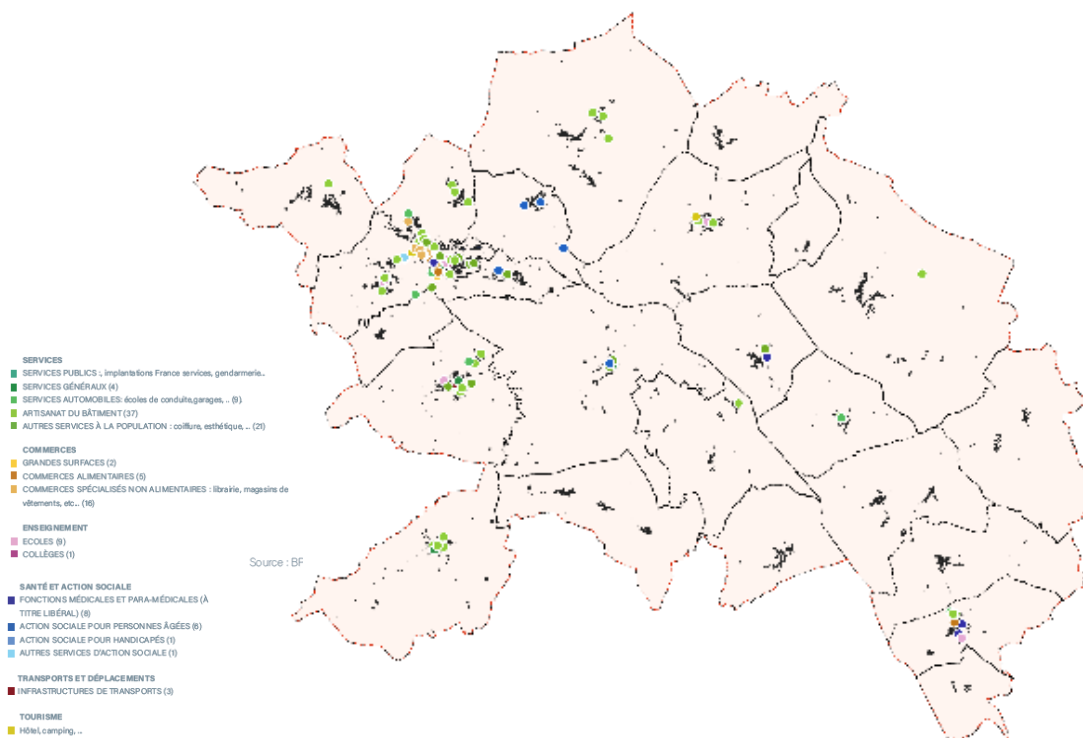 SERVICES
SERVICES PUBLICS :, implantations France services, gendarmerie..
SERVICES GÉNÉRAUX (4)
SERVICES AUTOMOBILES: écoles de conduite,garages, .. (9)
ARTISANAT DU BÂTIMENT (37)
AUTRES SERVICES À LA POPULATION : coiffure, esthétique, ... (21)
COMMERCES
GRANDES SURFACES (2)
COMMERCES ALIMENTAIRES (5)
COMMERCES SPÉCIALISÉS NON ALIMENTAIRES : librairie, magasins de
vêtements, etc... (16)
ENSEIGNEMENT
ECOLES (9)
COLLÈGES (1)
Source : BF
SANTÉ ET ACTION SOCIALE
FONCTIONS MÉDICALES ET PARA-MÉDICALES (À
TITRE LIBÉRAL) (8)
ACTION SOCIALE POUR PERSONNES ÂGÉES (6)
ACTION SOCIALE POUR HANDICAPÉS (1)
AUTRES SERVICES D'ACTION SOCIALE (1)
TRANSPORTS ET DÉPLACEMENTS
INFRASTRUCTURES DE TRANSPORTS (3)
TOURISME
Hôtel, camping, ..